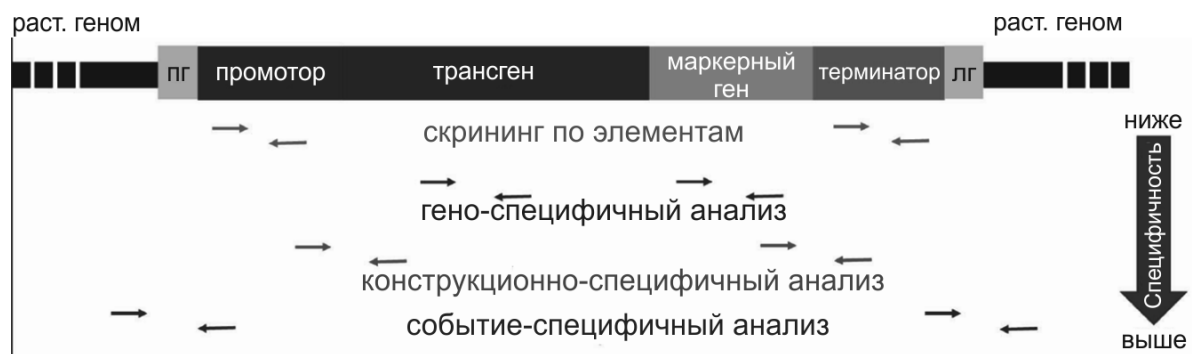 раст. геном
раст. геном
пг
промотор
трансген
маркерный
ген
терминатор
лг
ниже
скрининг по элементам
гено-специфичный анализ
Специфичность
конструкционно-специфичный анализ
событие-специфичный анализ
выше